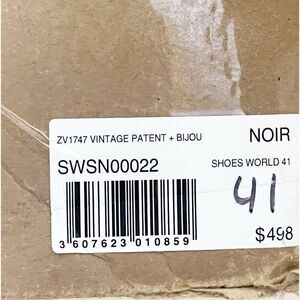 ZV1747 VINTAGE PATENT + BIJOU
NOIR
SWSN00022
SHOES WORLD 41
41
3 607623 010859
$498